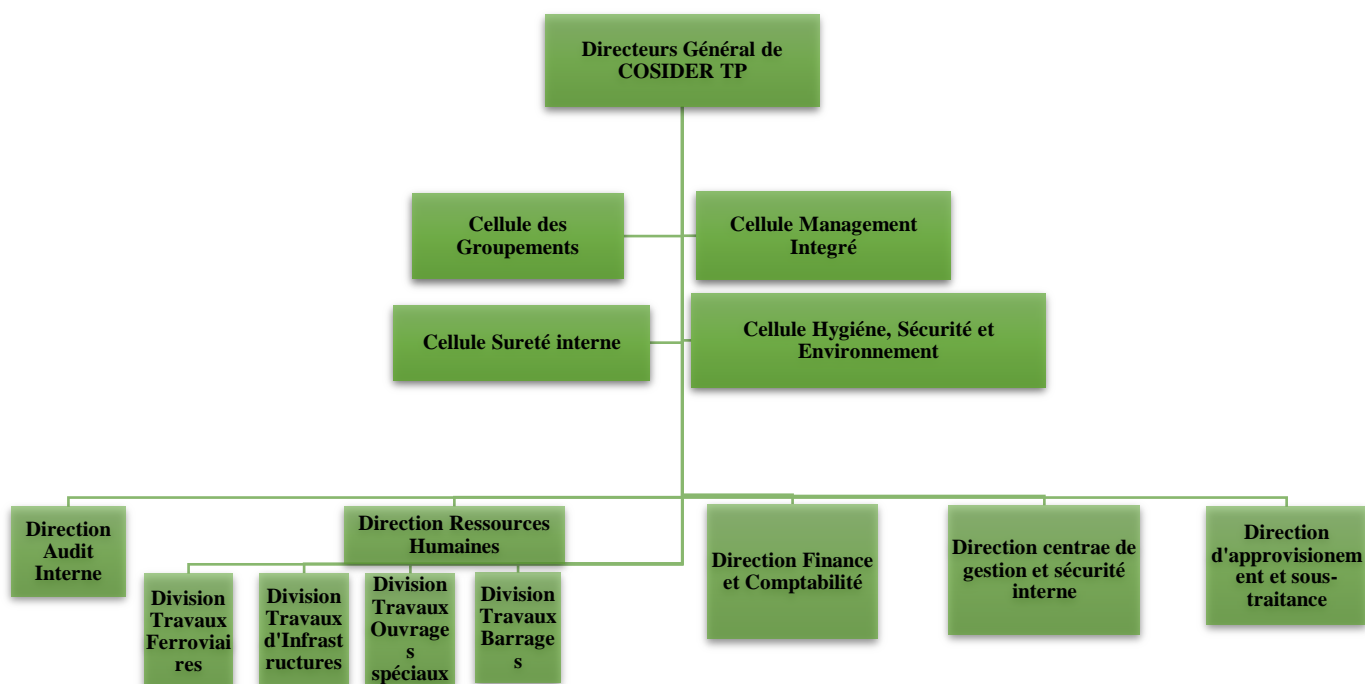 Directeurs Général de
COSIDER TP
Cellule des
Groupements
Cellule Management
Integré
Cellule Sureté interne
Cellule Hygiéne, Sécurité et
Environnement
Direction
Audit
Interne
Direction Ressources
Humaines
Direction Finance
et Comptabilité
Direction centrae de
gestion et sécurité
interne
Direction
d'approvisionem
ent et sous-
traitance
Division
Travaux
Ferroviai
res
Division
Travaux
d'Infrast
ructures
Division
Travaux
Ouvrage
s
spéciaux
Division
Travaux
Barrage
s